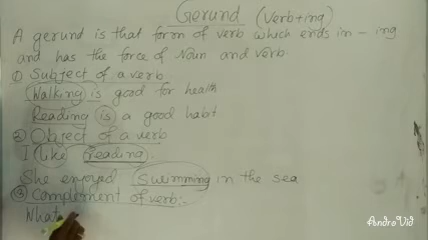 Gerund (Verb+ing)
A gerund is that form of verb which ends in - ing
and has the force of Noun and verb.
① Subject of a verb
Walking is good for health
Reading is a good habit
② Object of a verb
I like reading.
She enjoyed swimming in the sea
③ Complement of verb:-
What
AndroVid